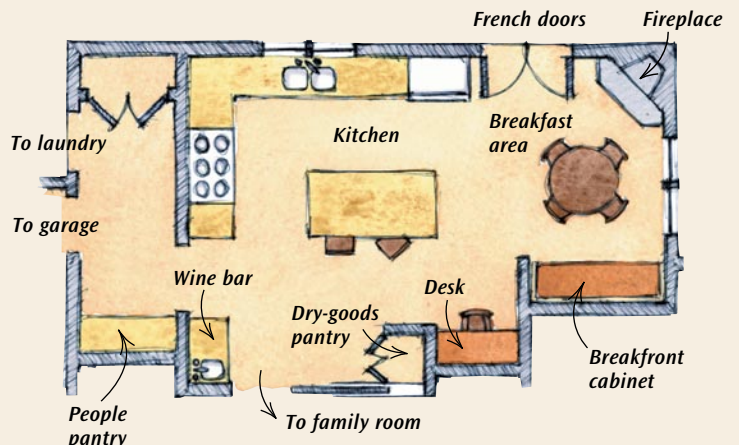 French doors
Fireplace
To laundry
Kitchen
Breakfast
area
To garage
Wine bar
Desk
Dry-goods
pantry
Breakfront
cabinet
People
pantry
To family room